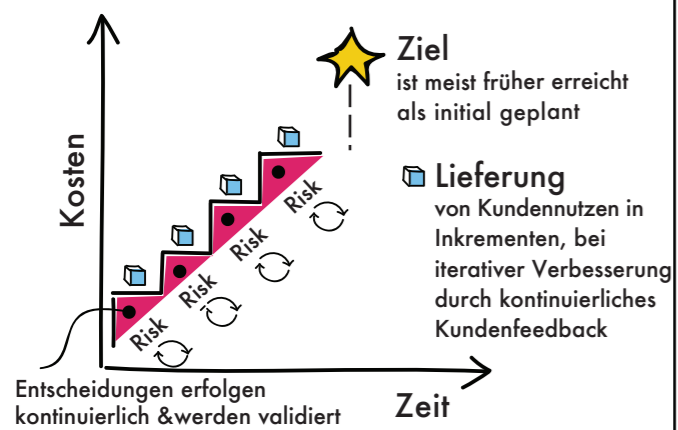 Ziel
ist meist früher erreicht
als initial geplant
Kosten
Lieferung
von Kundennutzen in
Inkrementen, bei
iterativer Verbesserung
durch kontinuierliches
Kundenfeedback
Risk
Risk
Risk
Risk
Entscheidungen erfolgen
kontinuierlich &werden validiert
Zeit